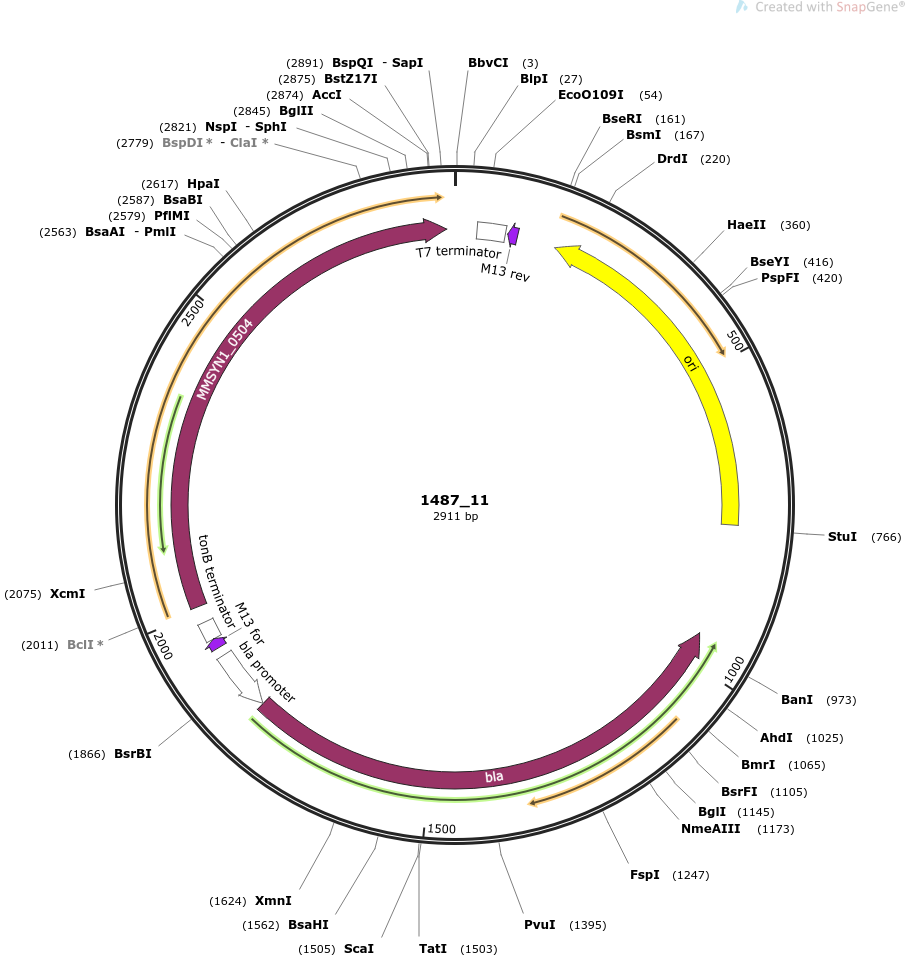 Created with SnapGene®
(2891) BspQI - SapI
(2875) BstZ17I
(2874) AccI
(2845) BglII
(2821) NspI - SphI
(2779) BspDI * - ClaI *
(2617) HpaI
(2587) BsaBI
(2579) PflMI
(2563) BsaAI - PmlI
BbvCI (3)
BlpI (27)
EcoO109I (54)
BseRI (161)
BsmI (167)
DrdI (220)
HaeII (360)
BseYI (416)
PspFI (420)
StuI (766)
BanI (973)
AhdI (1025)
BmrI (1065)
BsrFI (1105)
BglI (1145)
NmeAIII (1173)
FspI (1247)
PvuI (1395)
TatI (1503)
(1505) ScaI
(1562) BsaHI
(1624) XmnI
(1866) BsrBI
(2011) BclI *
(2075) XcmI
500
1000
1500
2000
2500
T7 terminator
M13 rev
ori
MMSYN1_0504
tonB terminator
M13 for
bla promoter
bla
1487_11
2911 bp